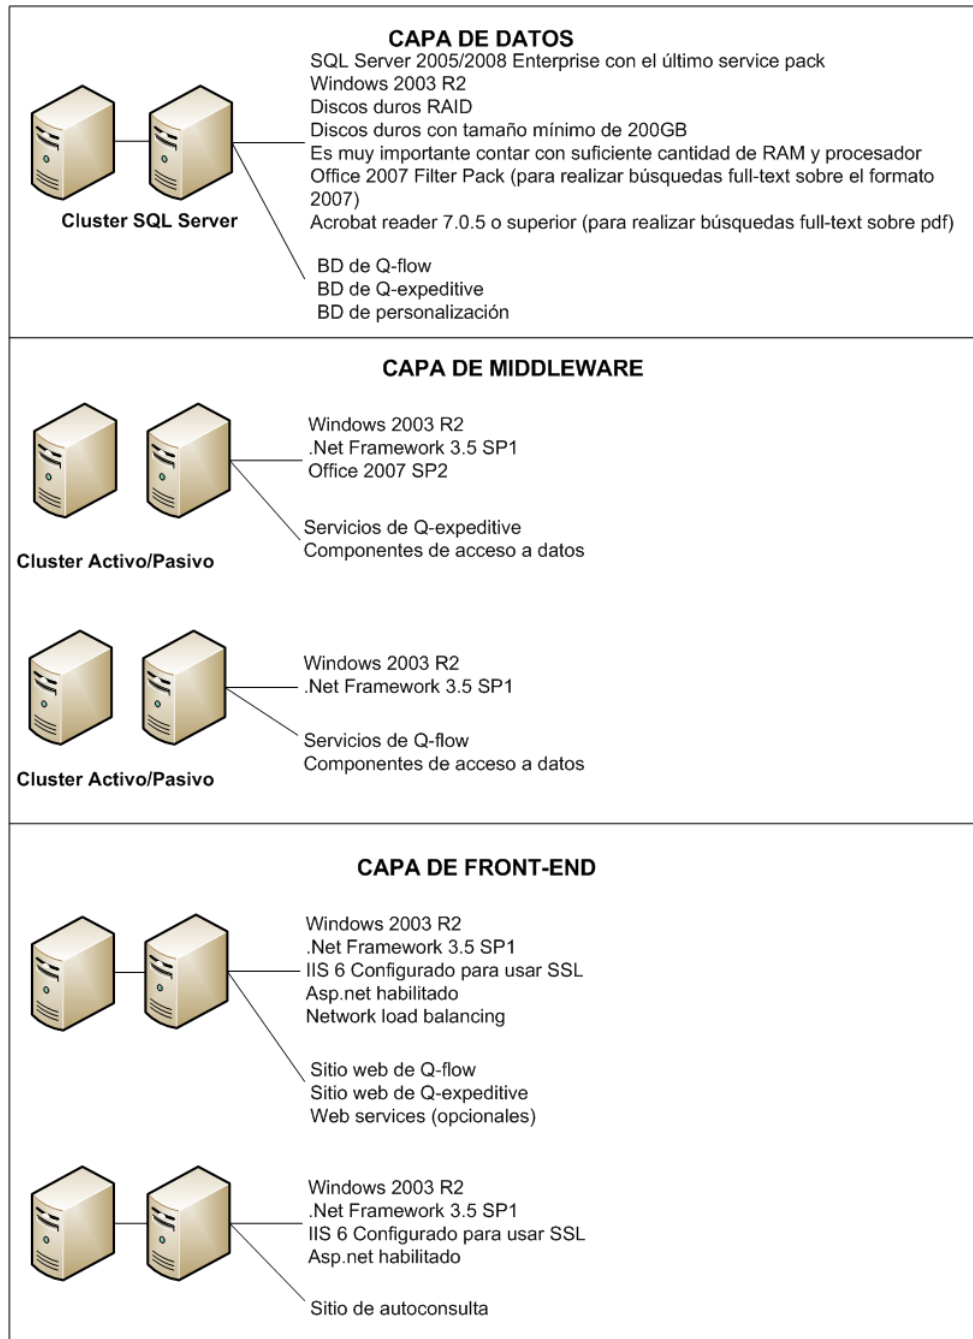 CAPA DE DATOS
SQL Server 2005/2008 Enterprise con el último service pack
Windows 2003 R2
Discos duros RAID
Discos duros con tamaño mínimo de 200GB
Es muy importante contar con suficiente cantidad de RAM y procesador
Office 2007 Filter Pack (para realizar búsquedas full-text sobre el formato
2007)
Acrobat reader 7.0.5 o superior (para realizar búsquedas full-text sobre pdf)
Cluster SQL Server
BD de Q-flow
BD de Q-expeditive
BD de personalización
CAPA DE MIDDLEWARE
Windows 2003 R2
.Net Framework 3.5 SP1
Office 2007 SP2
Servicios de Q-expeditive
Componentes de acceso a datos
Cluster Activo/Pasivo
Windows 2003 R2
.Net Framework 3.5 SP1
Servicios de Q-flow
Componentes de acceso a datos
Cluster Activo/Pasivo
CAPA DE FRONT-END
Windows 2003 R2
.Net Framework 3.5 SP1
IIS 6 Configurado para usar SSL
Asp.net habilitado
Network load balancing
Sitio web de Q-flow
Sitio web de Q-expeditive
Web services (opcionales)
Windows 2003 R2
.Net Framework 3.5 SP1
IIS 6 Configurado para usar SSL
Asp.net habilitado
Sitio de autoconsulta